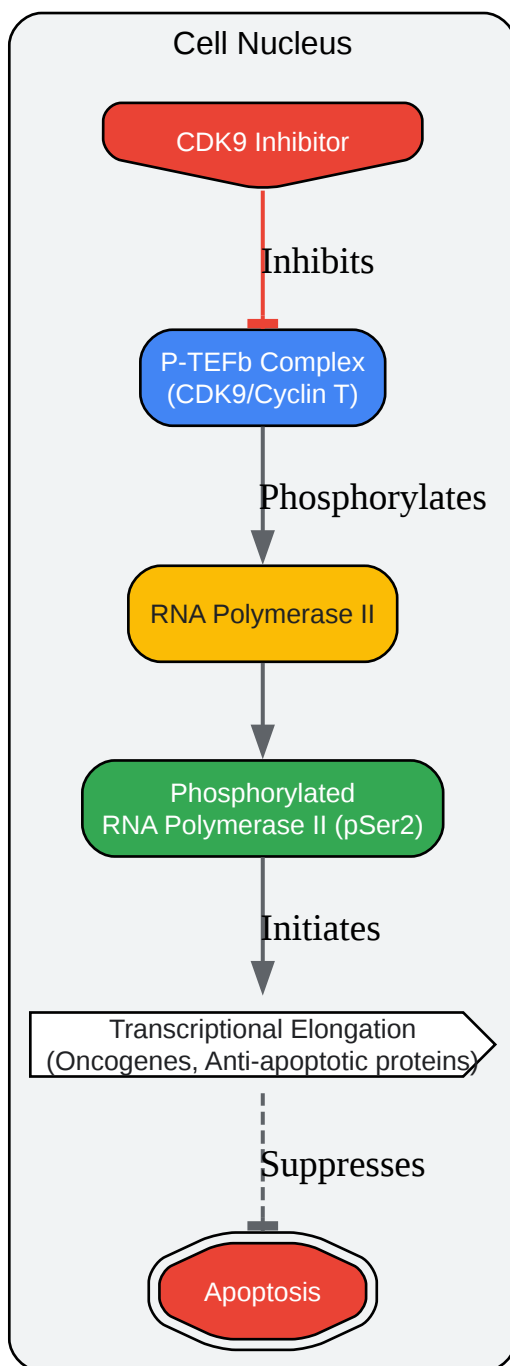 Cell Nucleus
CDK9 Inhibitor
Inhibits
P-TEFb Complex
(CDK9/Cyclin T)
Phosphorylates
RNA Polymerase II
Phosphorylated
RNA Polymerase II (pSer2)
Initiates
Transcriptional Elongation
(Oncogenes, Anti-apoptotic proteins)
Suppresses
Apoptosis